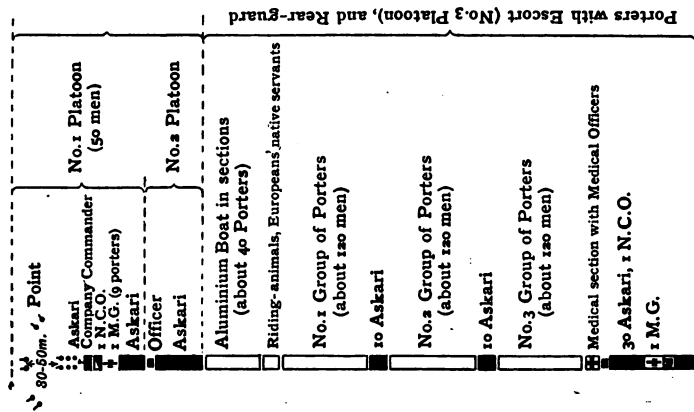 80-60m. Point
Askari
Company Commander
1 N.C.O.
1 M.G. (9 porters)
Askari
No.1 Platoon
(50 men)
Officer
Askari
No.2 Platoon
Aluminium Boat in sections
(about 40 Porters)
Riding-animals, Europeans' native servants
No.1 Group of Porters
(about 120 men)
10 Askari
No.2 Group of Porters
(about 120 men)
10 Askari
No.3 Group of Porters
(about 120 men)
Medical section with Medical Officers
30 Askari, 1 N.C.O.
1 M.G.
Porters with Escort (No.3 Platoon), and Rear-guard